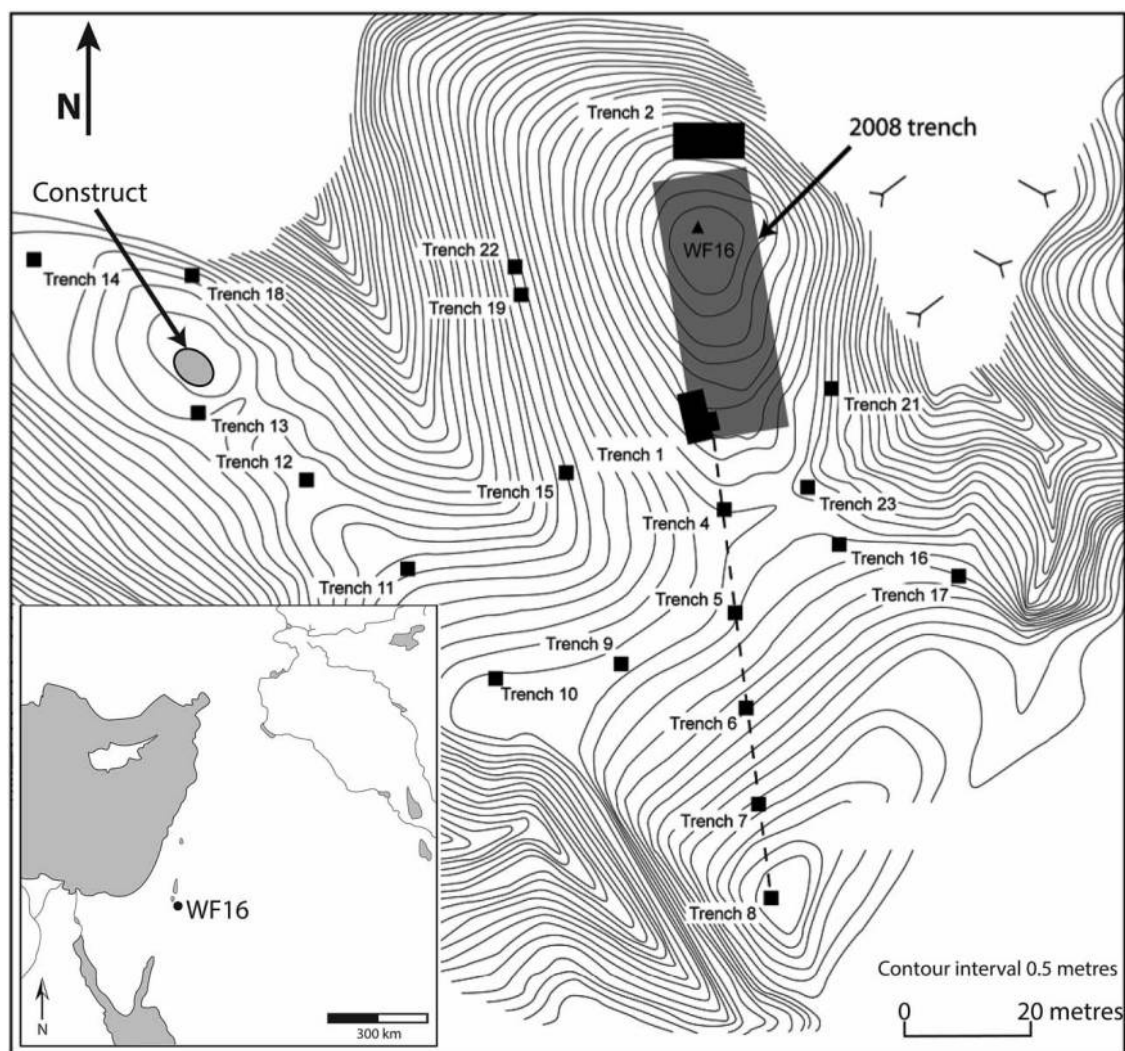 N
Trench 2
2008 trench
Construct
WF16
Trench 22
Trench 14
Trench 18
Trench 19
Trench 21
Trench 13
Trench 12
Trench 1
Trench 15
Trench 23
Trench 4
Trench 16
Trench 11
Trench 17
Trench 5
Trench 9
Trench 10
Trench 6
Trench 7
Trench 8
WF16
N
300 km
Contour interval 0.5 metres
0 20 metres